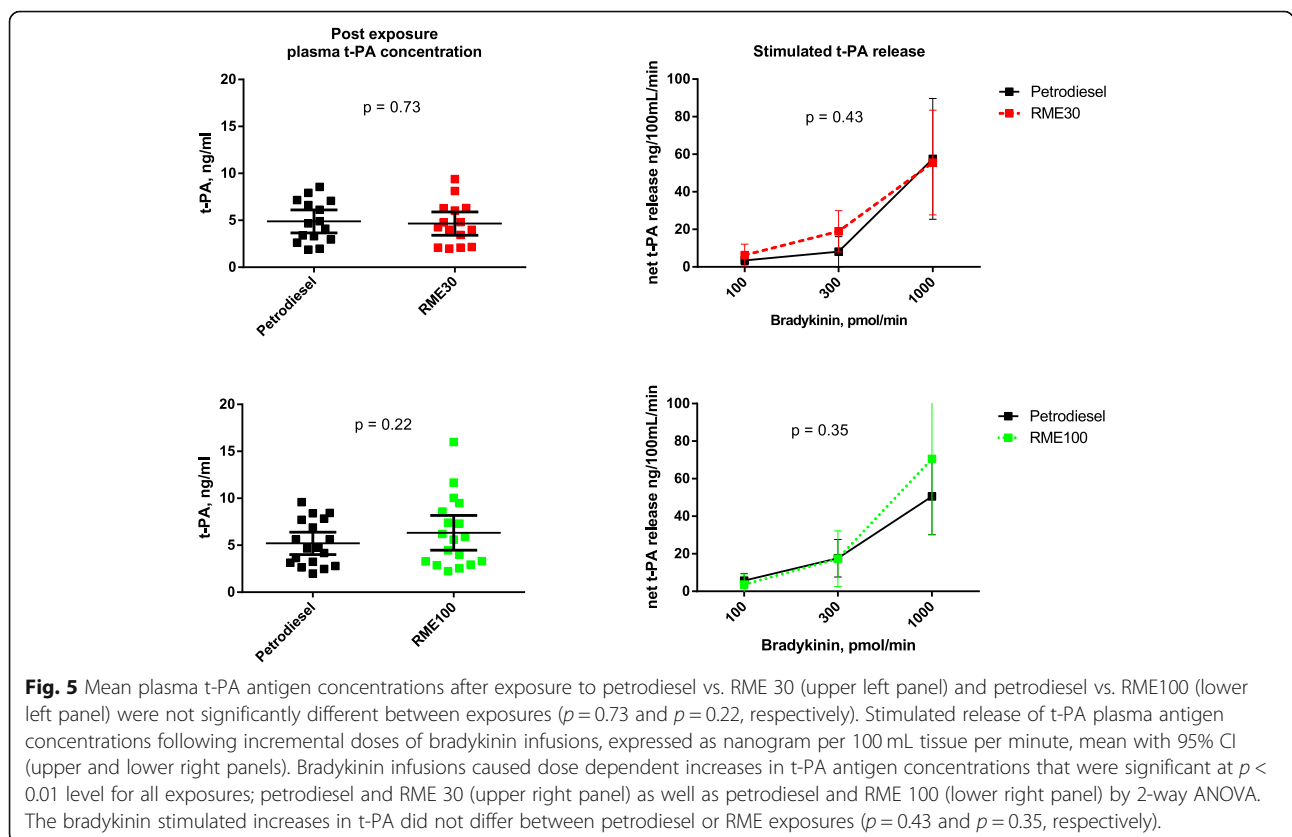 Post exposure
plasma t-PA concentration
20
15
10
5
0
t-PA, ng/ml
p = 0.73
Petrodiesel
RME30
Stimulated t-PA release
100
80
60
40
20
0
net t-PA release ng/100mL/min
p = 0.43
100
300
1000
Bradykinin, pmol/min
Petrodiesel
RME30
20
15
10
5
0
t-PA, ng/ml
p = 0.22
Petrodiesel
RME100
100
80
60
40
20
0
net t-PA release ng/100mL/min
p = 0.35
100
300
1000
Bradykinin, pmol/min
Petrodiesel
RME100
Fig. 5 Mean plasma t-PA antigen concentrations after exposure to petrodiesel vs. RME 30 (upper left panel) and petrodiesel vs. RME100 (lower
left panel) were not significantly different between exposures (p = 0.73 and p = 0.22, respectively). Stimulated release of t-PA plasma antigen
concentrations following incremental doses of bradykinin infusions, expressed as nanogram per 100 mL tissue per minute, mean with 95% CI
(upper and lower right panels). Bradykinin infusions caused dose dependent increases in t-PA antigen concentrations that were significant at p <
0.01 level for all exposures; petrodiesel and RME 30 (upper right panel) as well as petrodiesel and RME 100 (lower right panel) by 2-way ANOVA.
The bradykinin stimulated increases in t-PA did not differ between petrodiesel or RME exposures (p = 0.43 and p = 0.35, respectively).